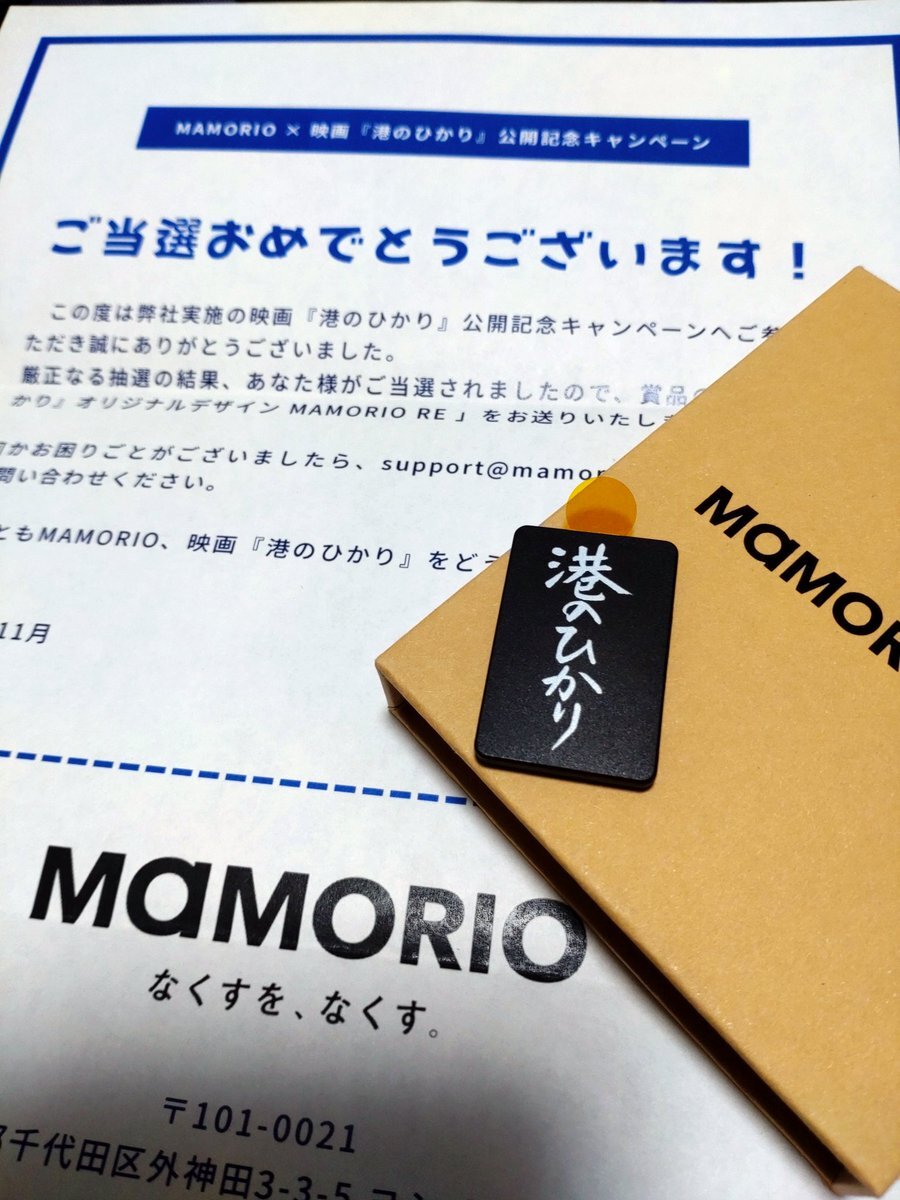 MAMORIO × 映画『港のひかり』公開記念キャンペーン
ご当選おめでとうございます！
この度は弊社実施の映画『港のひかり』公開記念キャンペーンへご
ただき誠にありがとうございました。
厳正なる抽選の結果、あなた様がご当選されましたので、賞品
かり』オリジナルデザイン MAMORIO RE 」をお送りいたし
かお困りごとがございましたら、support@mamor
問い合わせください。
ともMAMORIO、映画『港のひかり』をどう
11月
MAMORIO
なくすを、なくす。
〒101-0021
千代田区外神田3-3-5
港のひかり
MAMOR